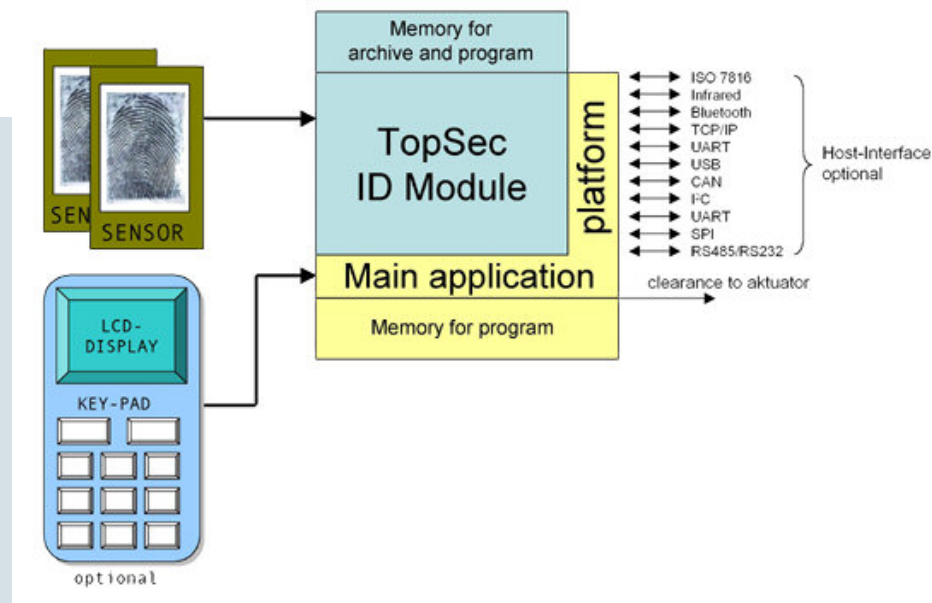 Memory for
archive and program
TopSec
ID Module
platform
Main application
Memory for program
SEN
SENSOR
LCD-
DISPLAY
KEY-PAD
optional
ISO 7816
Infrared
Bluetooth
TCP/IP
UART
USB
CAN
I²C
UART
SPI
RS485/RS232
Host-Interface
optional
clearance to aktuator